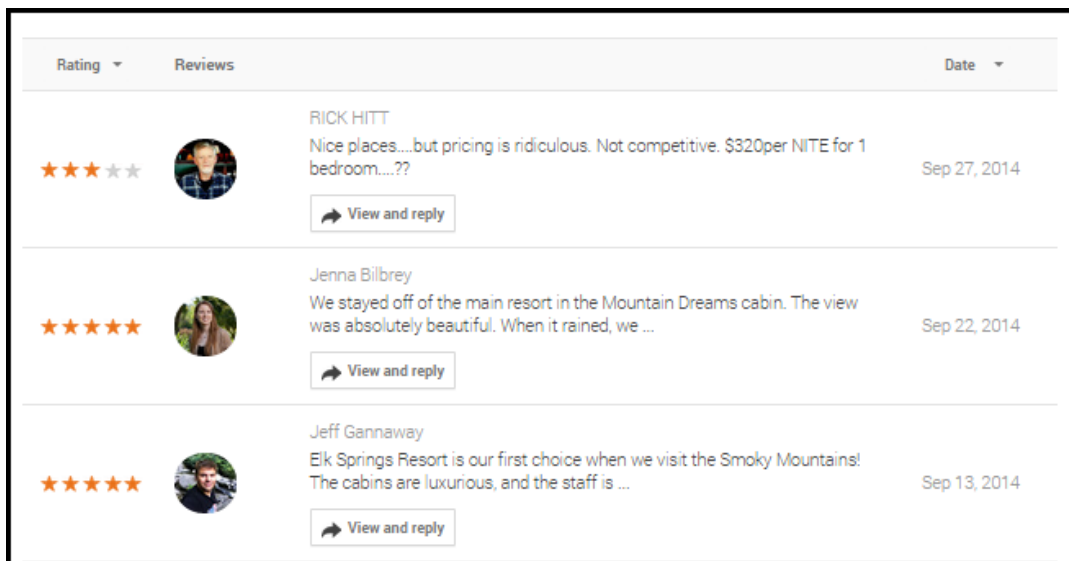 Rating Reviews Date
RICK HITT
Nice places....but pricing is ridiculous. Not competitive. $320per NITE for 1
bedroom....??
Sep 27, 2014
View and reply
Jenna Bilbrey
We stayed off of the main resort in the Mountain Dreams cabin. The view
was absolutely beautiful. When it rained, we ...
Sep 22, 2014
View and reply
Jeff Gannaway
Elk Springs Resort is our first choice when we visit the Smoky Mountains!
The cabins are luxurious, and the staff is ...
Sep 13, 2014
View and reply